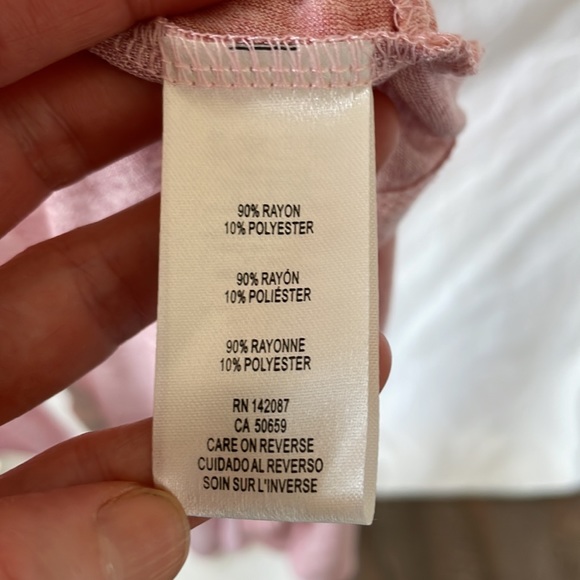 90% RAYON
10% POLYESTER
90% RAYÓN
10% POLIÉSTER
90% RAYONNE
10% POLYESTER
RN 142087
CA 50659
CARE ON REVERSE
CUIDADO AL REVERSO
SOIN SUR L'INVERSE